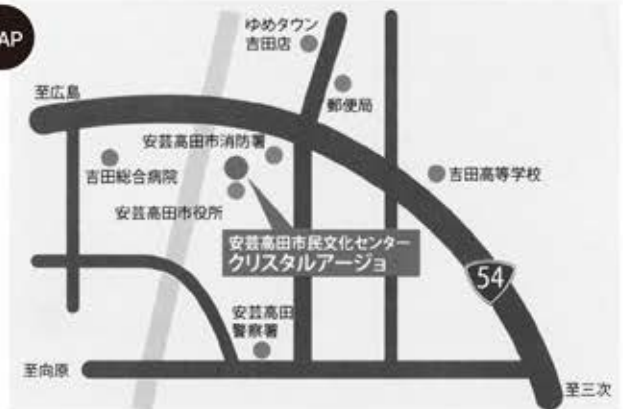 AP
ゆめタウン
吉田店
郵便局
至広島
安芸高田市消防署
吉田総合病院
吉田高等学校
安芸高田市役所
安芸高田市民文化センター
クリスタルアージョ
54
安芸高田
警察署
至向原
至三次